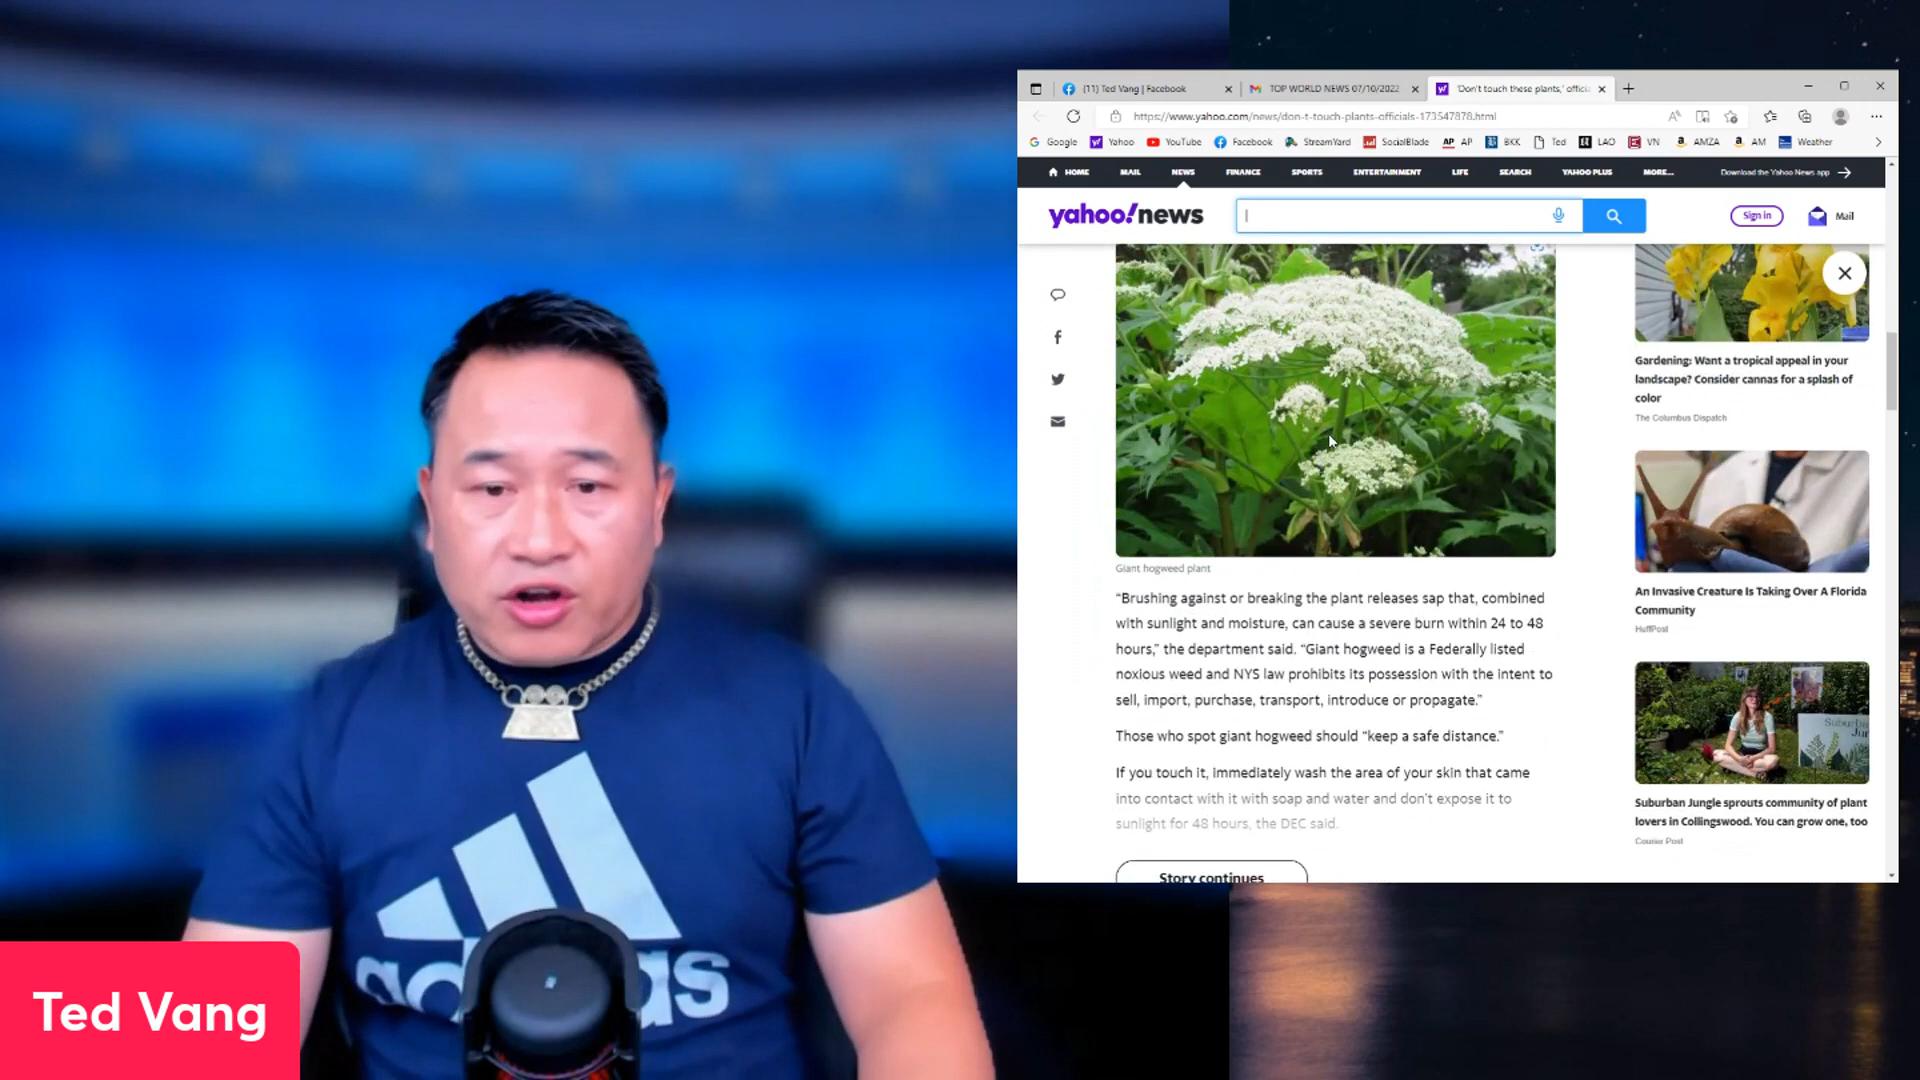 (11) Ted Vang | Facebook
TOP WORLD NEWS 07/10/2022
'Don't touch these plants,' officia
https://www.yahoo.com/news/don-t-touch-plants-officials-173547878.html
Google
Yahoo
YouTube
Facebook
StreamYard
SocialBlade
AP AP
BKK
Ted
LAO
VN
AMZA
AM
Weather
HOME
MAIL
NEWS
FINANCE
SPORTS
ENTERTAINMENT
LIFE
SEARCH
YAHOO PLUS
MORE...
Download the Yahoo News app
yahoo!news
Sign in
Mail
Giant hogweed plant
“Brushing against or breaking the plant releases sap that, combined
with sunlight and moisture, can cause a severe burn within 24 to 48
hours,” the department said. “Giant hogweed is a Federally listed
noxious weed and NYS law prohibits its possession with the intent to
sell, import, purchase, transport, introduce or propagate.”
Those who spot giant hogweed should “keep a safe distance.”
If you touch it, immediately wash the area of your skin that came
into contact with it with soap and water and don't expose it to
sunlight for 48 hours, the DEC said.
Story continues
Gardening: Want a tropical appeal in your
landscape? Consider cannas for a splash of
color
The Columbus Dispatch
An Invasive Creature Is Taking Over A Florida
Community
HuffPost
Suburban Jungle sprouts community of plant
lovers in Collingswood. You can grow one, too
Courier Post
adidas
Ted Vang